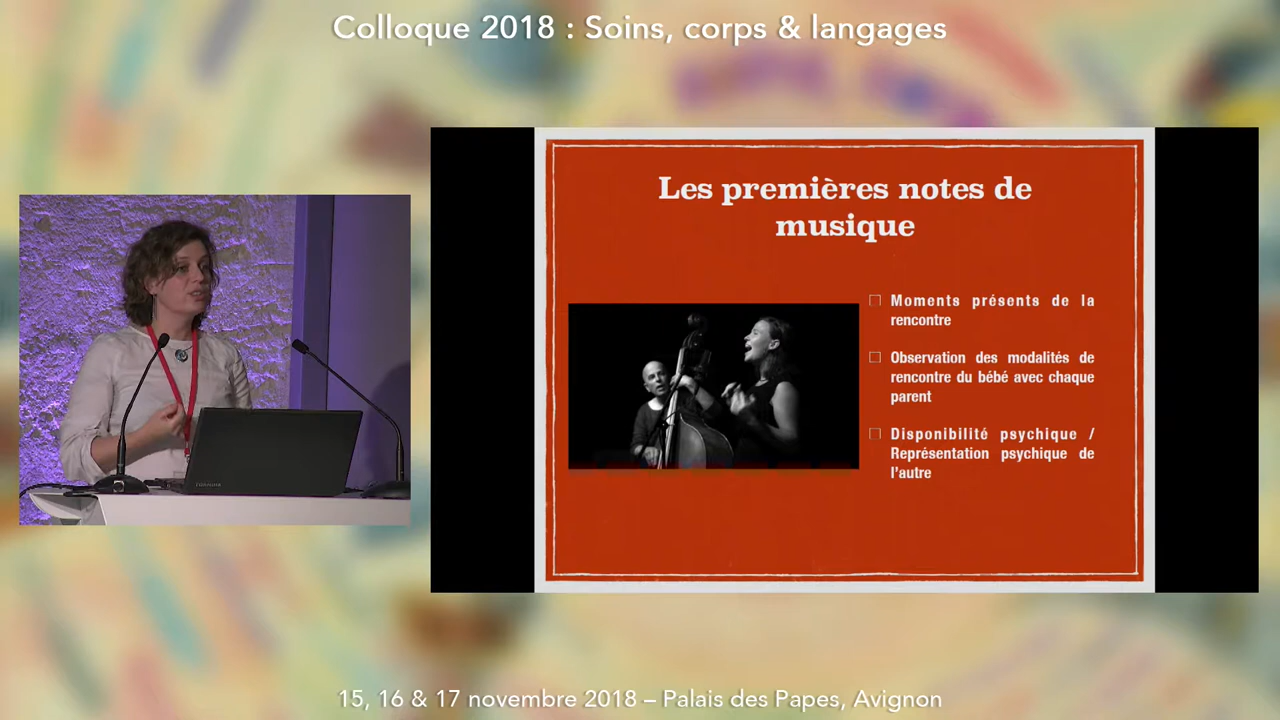 Colloque 2018 : Soins, corps & langages
Les premières notes de
musique
Moments présents de la
rencontre
Observation des modalités de
rencontre du bébé avec chaque
parent
Disponibilité psychique /
Représentation psychique de
l'autre
15, 16 & 17 novembre 2018 – Palais des Papes, Avignon